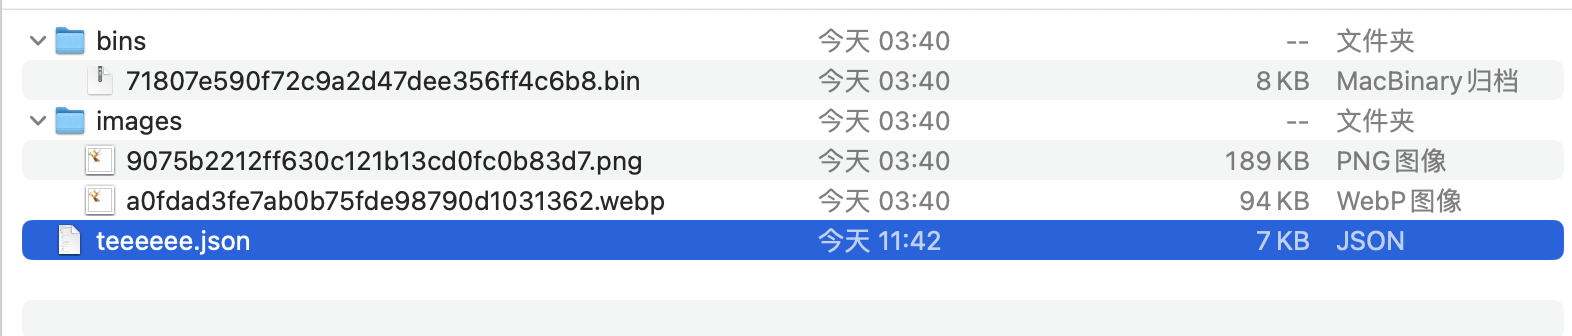 bins 今天 03:40 -- 文件夹
71807e590f72c9a2d47dee356ff4c6b8.bin 今天 03:40 8 KB MacBinary归档
images 今天 03:40 -- 文件夹
9075b2212ff630c121b13cd0fc0b83d7.png 今天 03:40 189 KB PNG图像
a0fdad3fe7ab0b75fde98790d1031362.webp 今天 03:40 94 KB WebP图像
teeeeee.json 今天 11:42 7 KB JSON